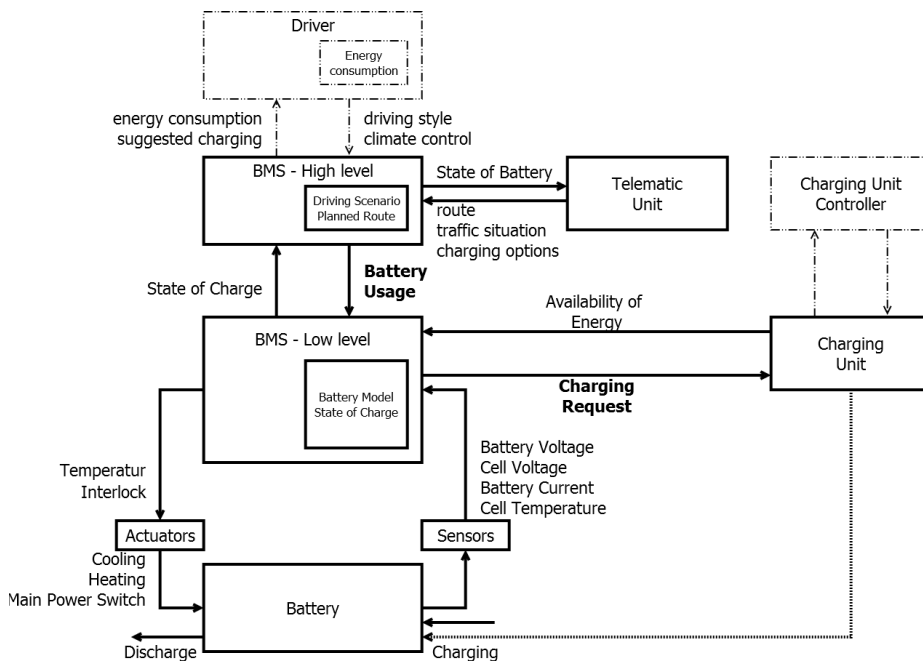 Driver
Energy
consumption
energy consumption
suggested charging
driving style
climate control
BMS - High level
Driving Scenario
Planned Route
State of Battery
route
traffic situation
charging options
Telematic
Unit
Charging Unit
Controller
State of Charge
Battery
Usage
Availability of
Energy
BMS - Low level
Battery Model
State of Charge
Charging
Request
Charging
Unit
Temperatur
Interlock
Battery Voltage
Cell Voltage
Battery Current
Cell Temperature
Actuators
Sensors
Cooling
Heating
Main Power Switch
Battery
Discharge
Charging